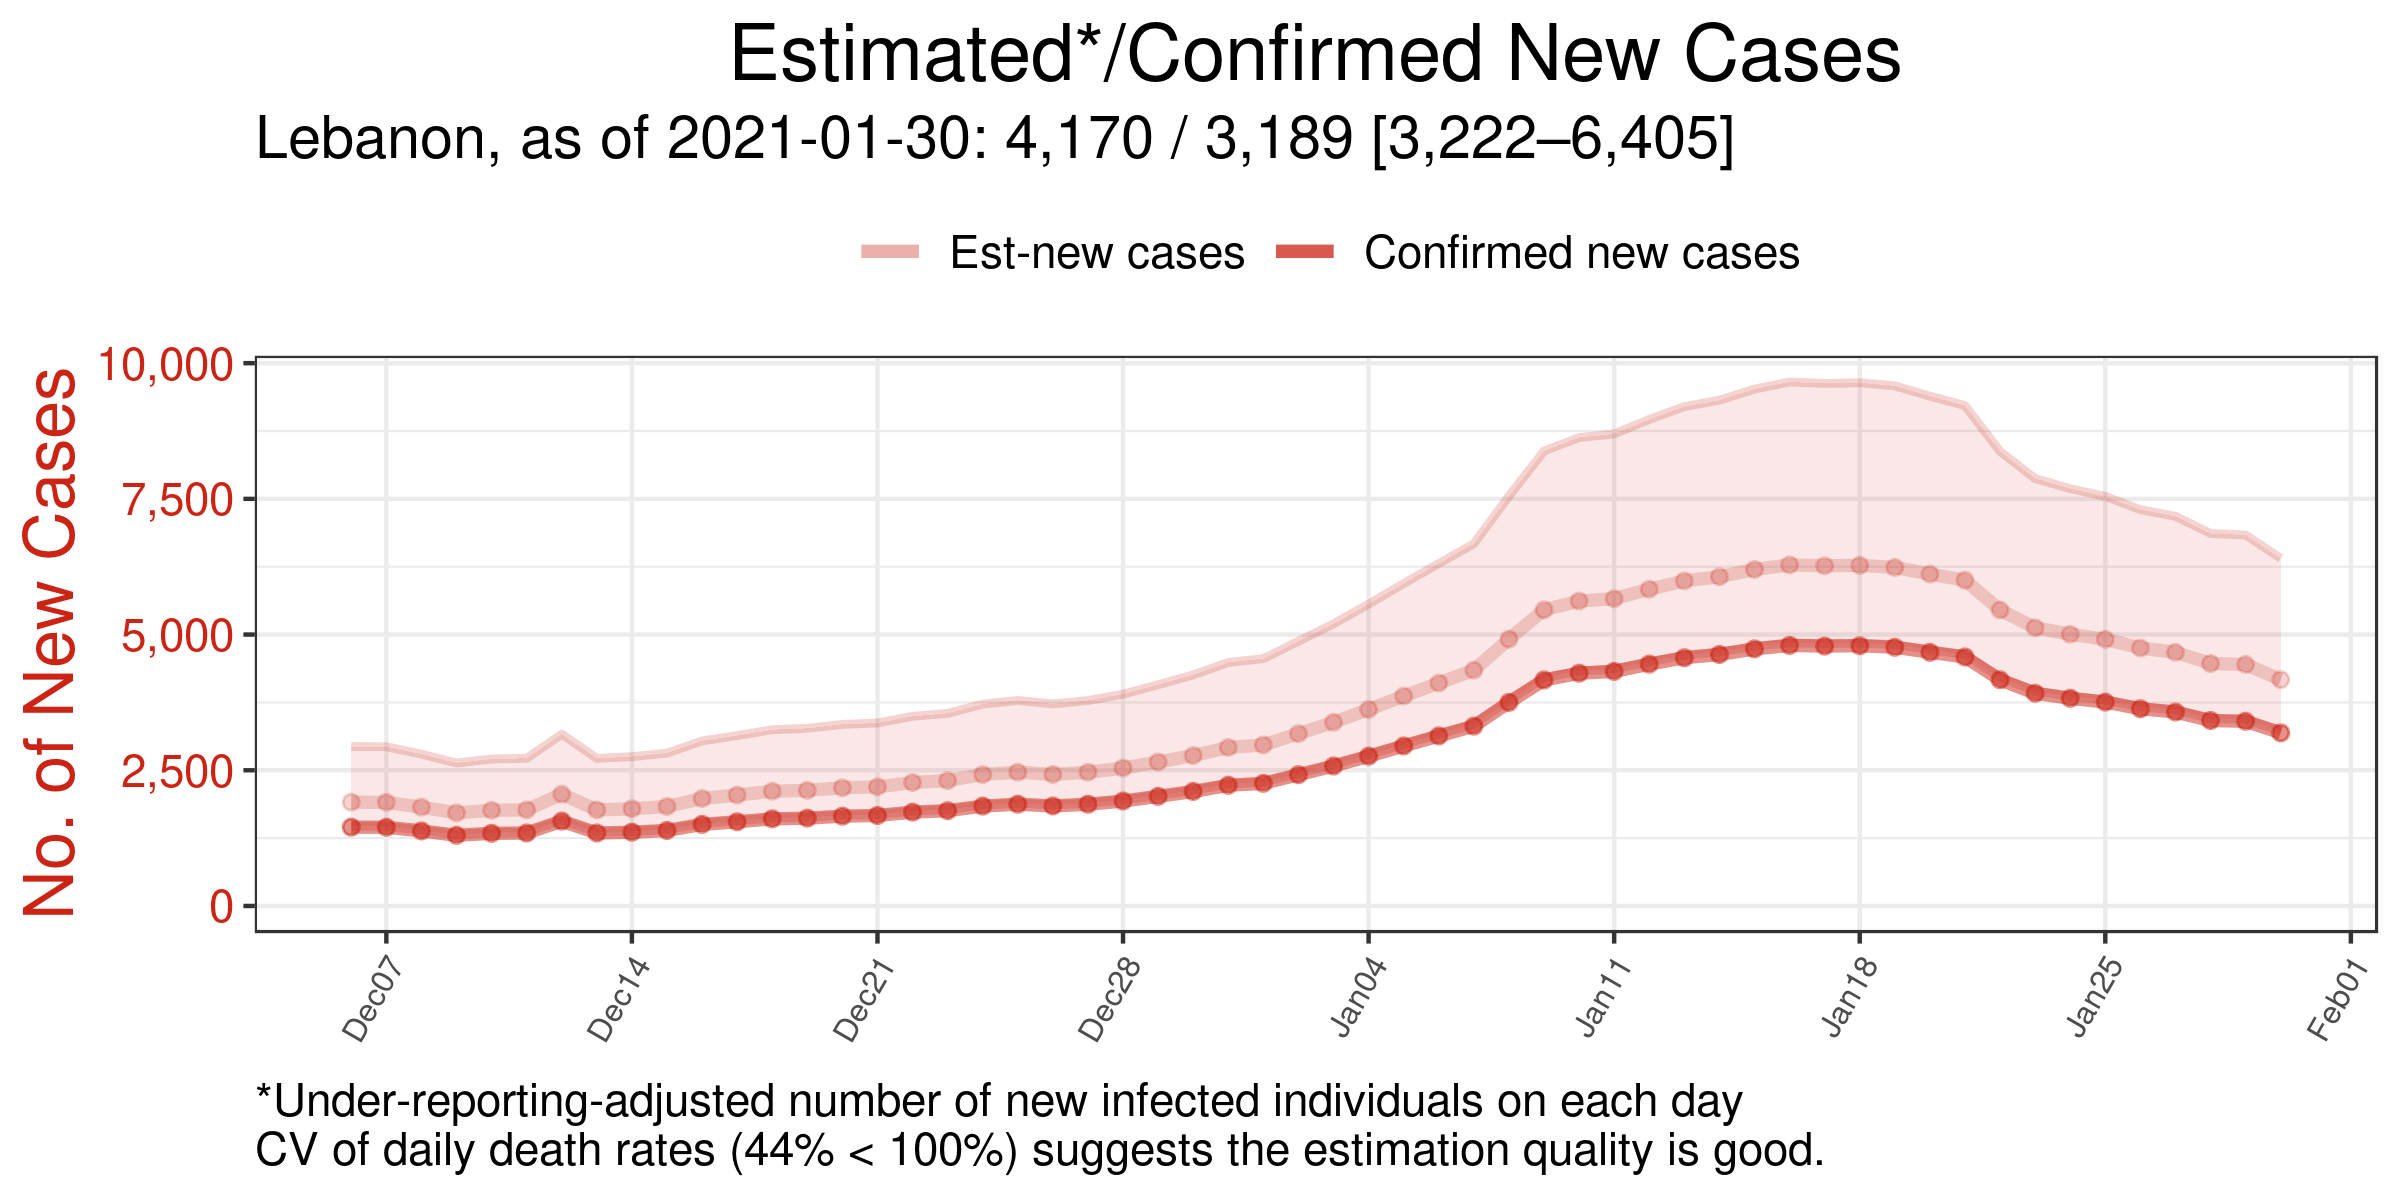 Estimated*/Confirmed New Cases
Lebanon, as of 2021-01-30: 4,170 / 3,189 [3,222–6,405]
Est-new cases
Confirmed new cases
No. of New Cases
10,000
7,500
5,000
2,500
0
Dec07
Dec14
Dec21
Dec28
Jan04
Jan11
Jan18
Jan25
Feb01
*Under-reporting-adjusted number of new infected individuals on each day
CV of daily death rates (44% < 100%) suggests the estimation quality is good.